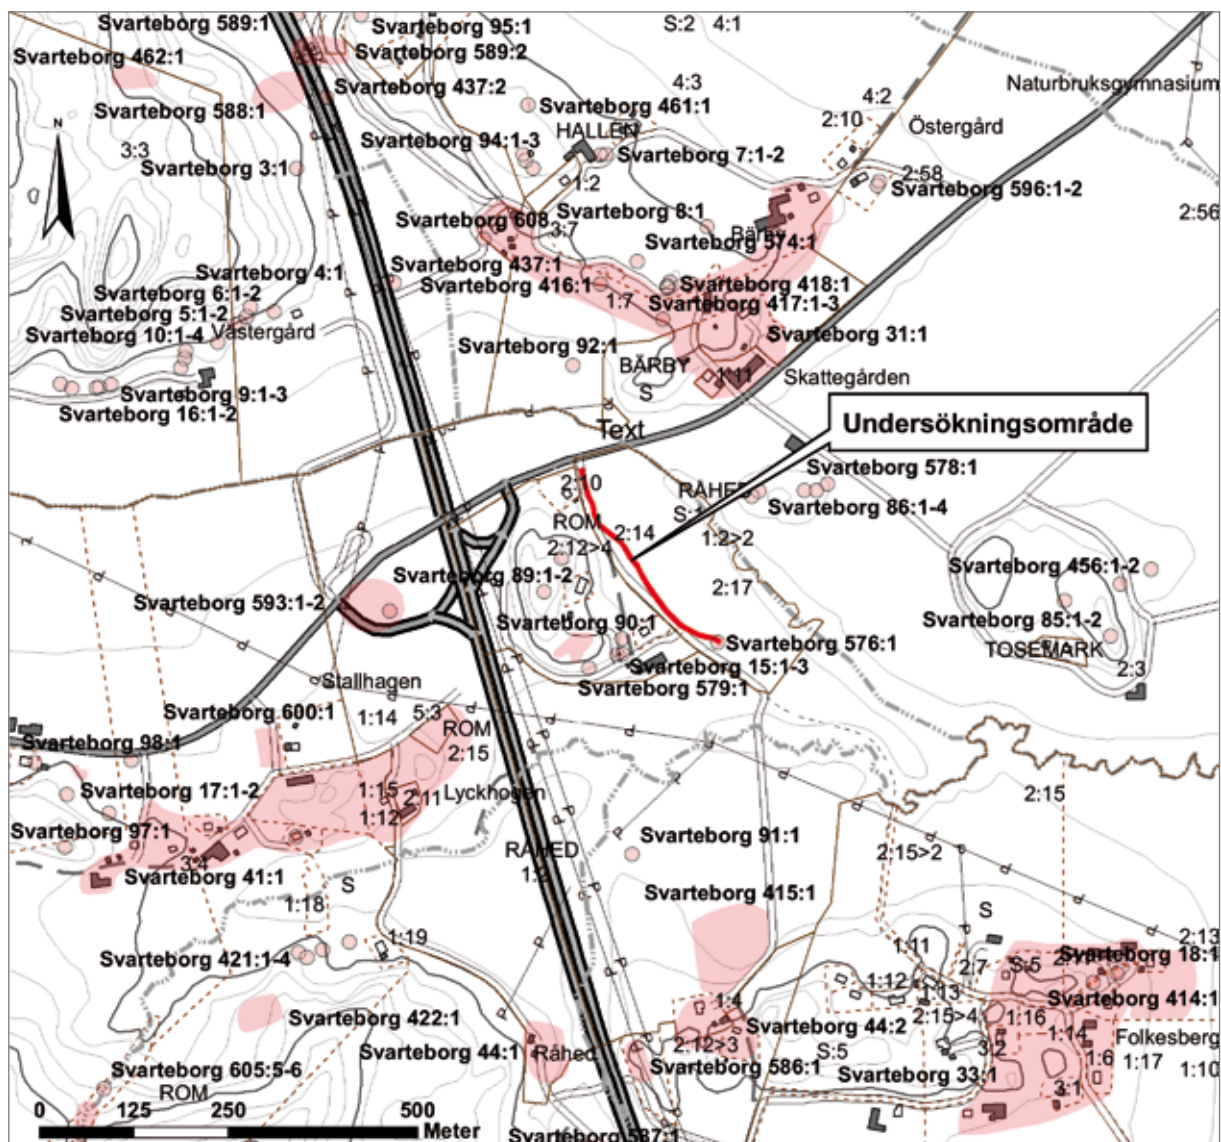 Svarteborg 589:1
Svarteborg 95:1
S:2 4:1
Svarteborg 462:1
Svarteborg 589:2
Svarteborg 437:2
4:3
4:2
Naturbruksgymnasium
Svarteborg 588:1
Svarteborg 461:1
2:10
Östergård
N
HALLEN
3:3
Svarteborg 94:1-3
Svarteborg 3:1
Svarteborg 7:1-2
2:58
1:2
Svarteborg 596:1-2
Svarteborg 608
Svarteborg 8:1
2:56
3:7
Bärby
Svarteborg 574:1
Svarteborg 4:1
Svarteborg 437:1
Svarteborg 416:1
Svarteborg 418:1
Svarteborg 6:1-2
1:7
Svarteborg 417:1-3
Svarteborg 5:1-2
Svarteborg 10:1-4
Västergård
Svarteborg 31:1
Svarteborg 92:1
BÄRBY
1:11
Skattegården
Svarteborg 9:1-3
S
Svarteborg 16:1-2
Text
Undersökningsområde
Svarteborg 578:1
2:10
RÅHED
6
Svarteborg 86:1-4
ROM
S:1
2:14
1:2>2
2:12>4
Svarteborg 89:1-2
Svarteborg 456:1-2
2:17
Svarteborg 593:1-2
Svarteborg 90:1
Svarteborg 85:1-2
Svarteborg 576:1
TOSEMARK
Svarteborg 15:1-3
2:3
Stallhagen
Svarteborg 579:1
Svarteborg 600:1
1:14
5:3
ROM
Svarteborg 98:1
2:15
Svarteborg 17:1-2
1:15
2:11
Lyckhogen
2:15
1:12
Svarteborg 97:1
Svarteborg 91:1
RÅHED
3:4
2:15>2
1:2
Svarteborg 41:1
S
Svarteborg 415:1
1:18
S
1:19
1:11
2:13
Svarteborg 421:1-4
2:7
S:5
Svarteborg 18:1
1:12
1:13
1:4
Svarteborg 414:1
Svarteborg 422:1
2:15>4
1:16
Svarteborg 44:2
1:14
Folkesberg
Svarteborg 44:1
Råhed
2:12>3
S:5
3:2
1:6
1:17
Svarteborg 586:1
Svarteborg 33:1
1:10
Svarteborg 605:5-6
ROM
3:1
0 125 250 500
Meter
Svarteborg 587:1